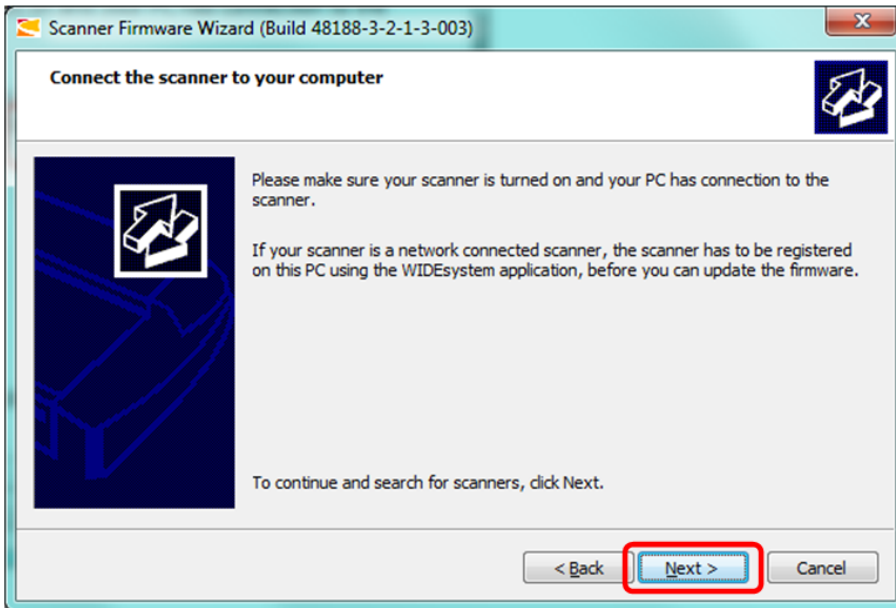 Scanner Firmware Wizard (Build 48188-3-2-1-3-003)
Connect the scanner to your computer
Please make sure your scanner is turned on and your PC has connection to the
scanner.
If your scanner is a network connected scanner, the scanner has to be registered
on this PC using the WIDEsystem application, before you can update the firmware.
To continue and search for scanners, click Next.
< Back
Next >
Cancel